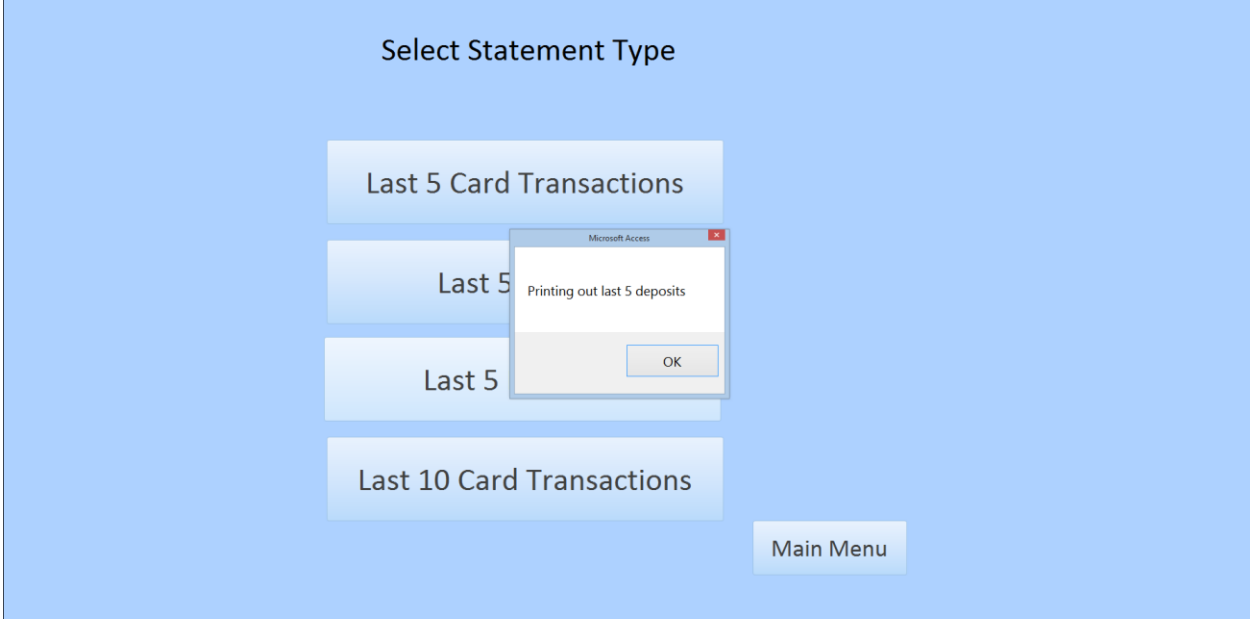 Select Statement Type
Last 5 Card Transactions
Microsoft Access
Last 5
Printing out last 5 deposits
OK
Last 5
Last 10 Card Transactions
Main Menu